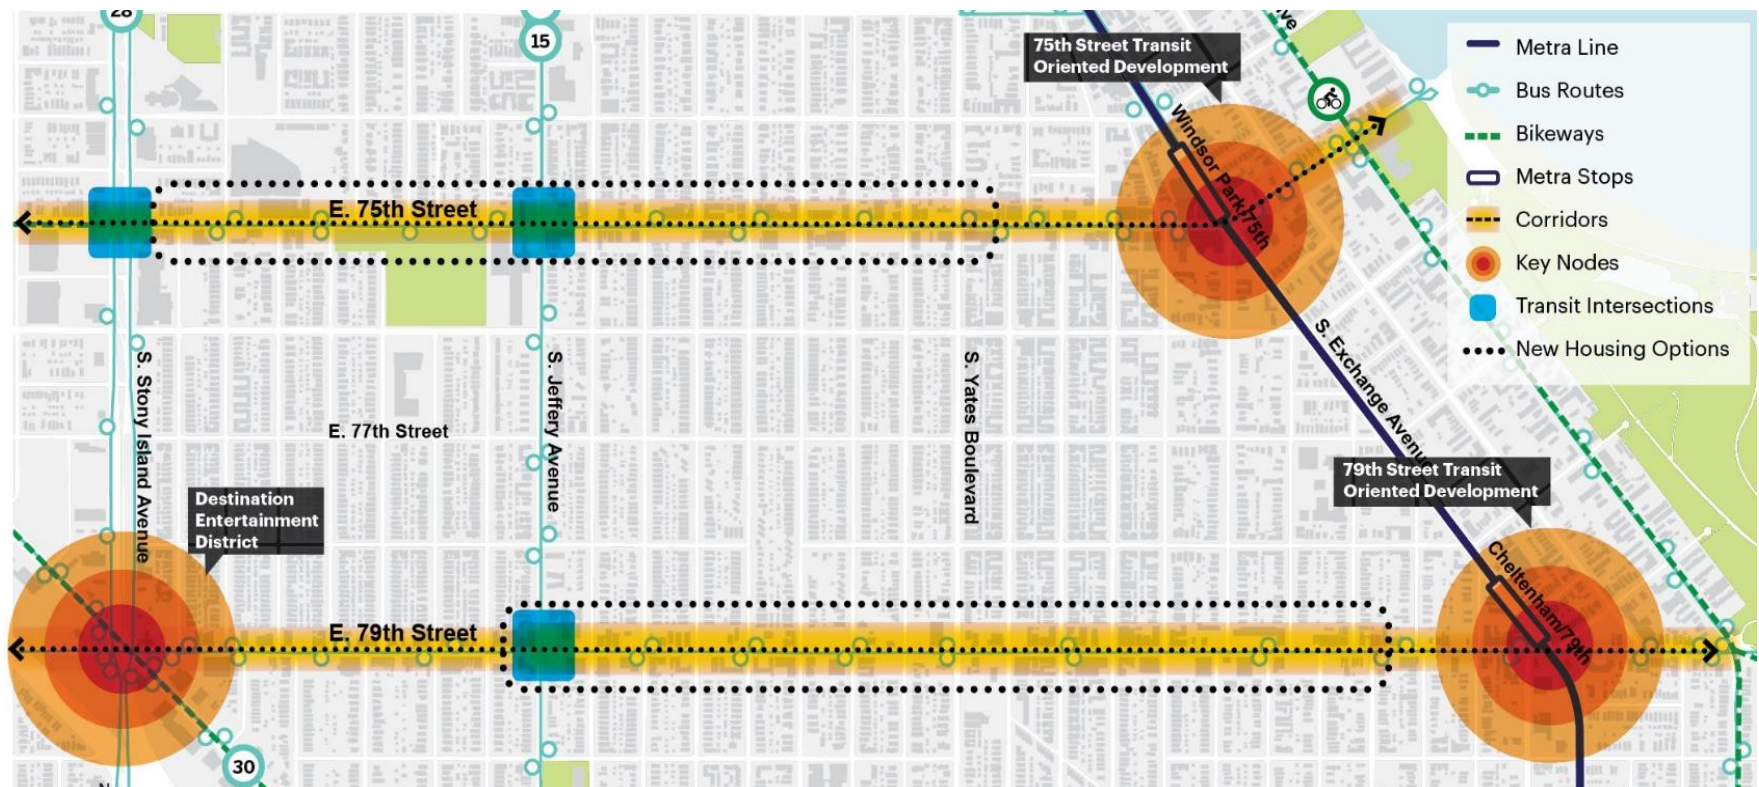 28
15
ve
75th Street Transit
Oriented Development
Windsor Park/75th
Metra Line
Bus Routes
Bikeways
Metra Stops
Corridors
Key Nodes
Transit Intersections
New Housing Options
E. 75th Street
S. Stony Island Avenue
S. Jeffery Avenue
S. Yates Boulevard
S. Exchange Avenue
E. 77th Street
79th Street Transit
Oriented Development
Destination
Entertainment
District
Cheltenham/79th
E. 79th Street
30